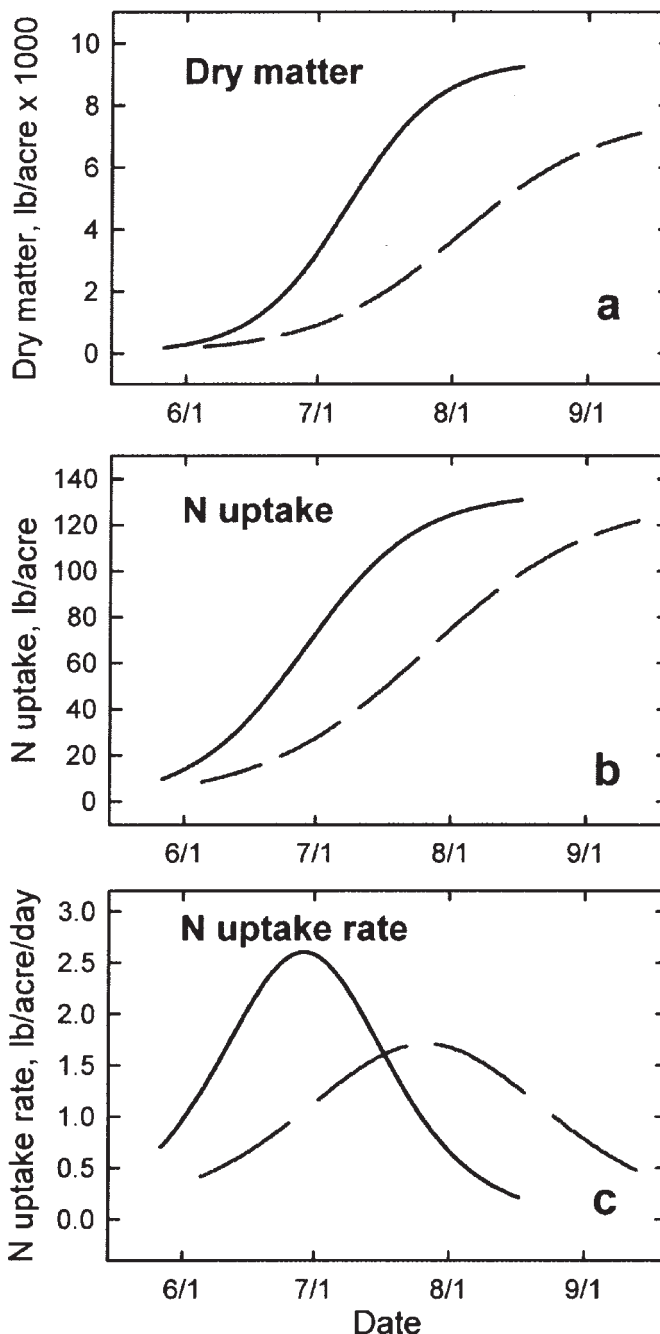 Dry matter
Dry matter, lb/acre x 1000
10
8
6
4
2
0
a
6/1 7/1 8/1 9/1
N uptake
N uptake, lb/acre
140
120
100
80
60
40
20
0
b
6/1 7/1 8/1 9/1
N uptake rate
N uptake rate, lb/acre/day
3.0
2.5
2.0
1.5
1.0
0.5
0.0
c
6/1 7/1 8/1 9/1
Date